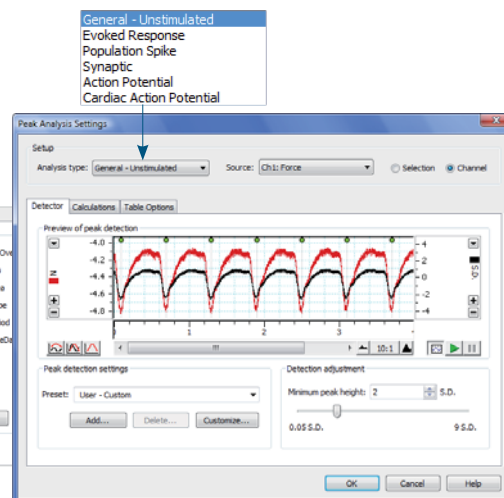 General - Unstimulated
Evoked Response
Population Spike
Synaptic
Action Potential
Cardiac Action Potential
Peak Analysis Settings
Setup
Analysis type: General - Unstimulated Source: Ch1: Force Selection Channel
Detector Calculations Table Options
Preview of peak detection
-4.0
-4.2
-4.4
-4.6
-4.8
N
4
2
0
-2
-4
S.D.
1 2 3
10:1
Peak detection settings
Preset: User - Custom
Add... Delete... Customize...
Detection adjustment
Minimum peak height: 2 S.D.
0.05 S.D. 9 S.D.
OK Cancel Help